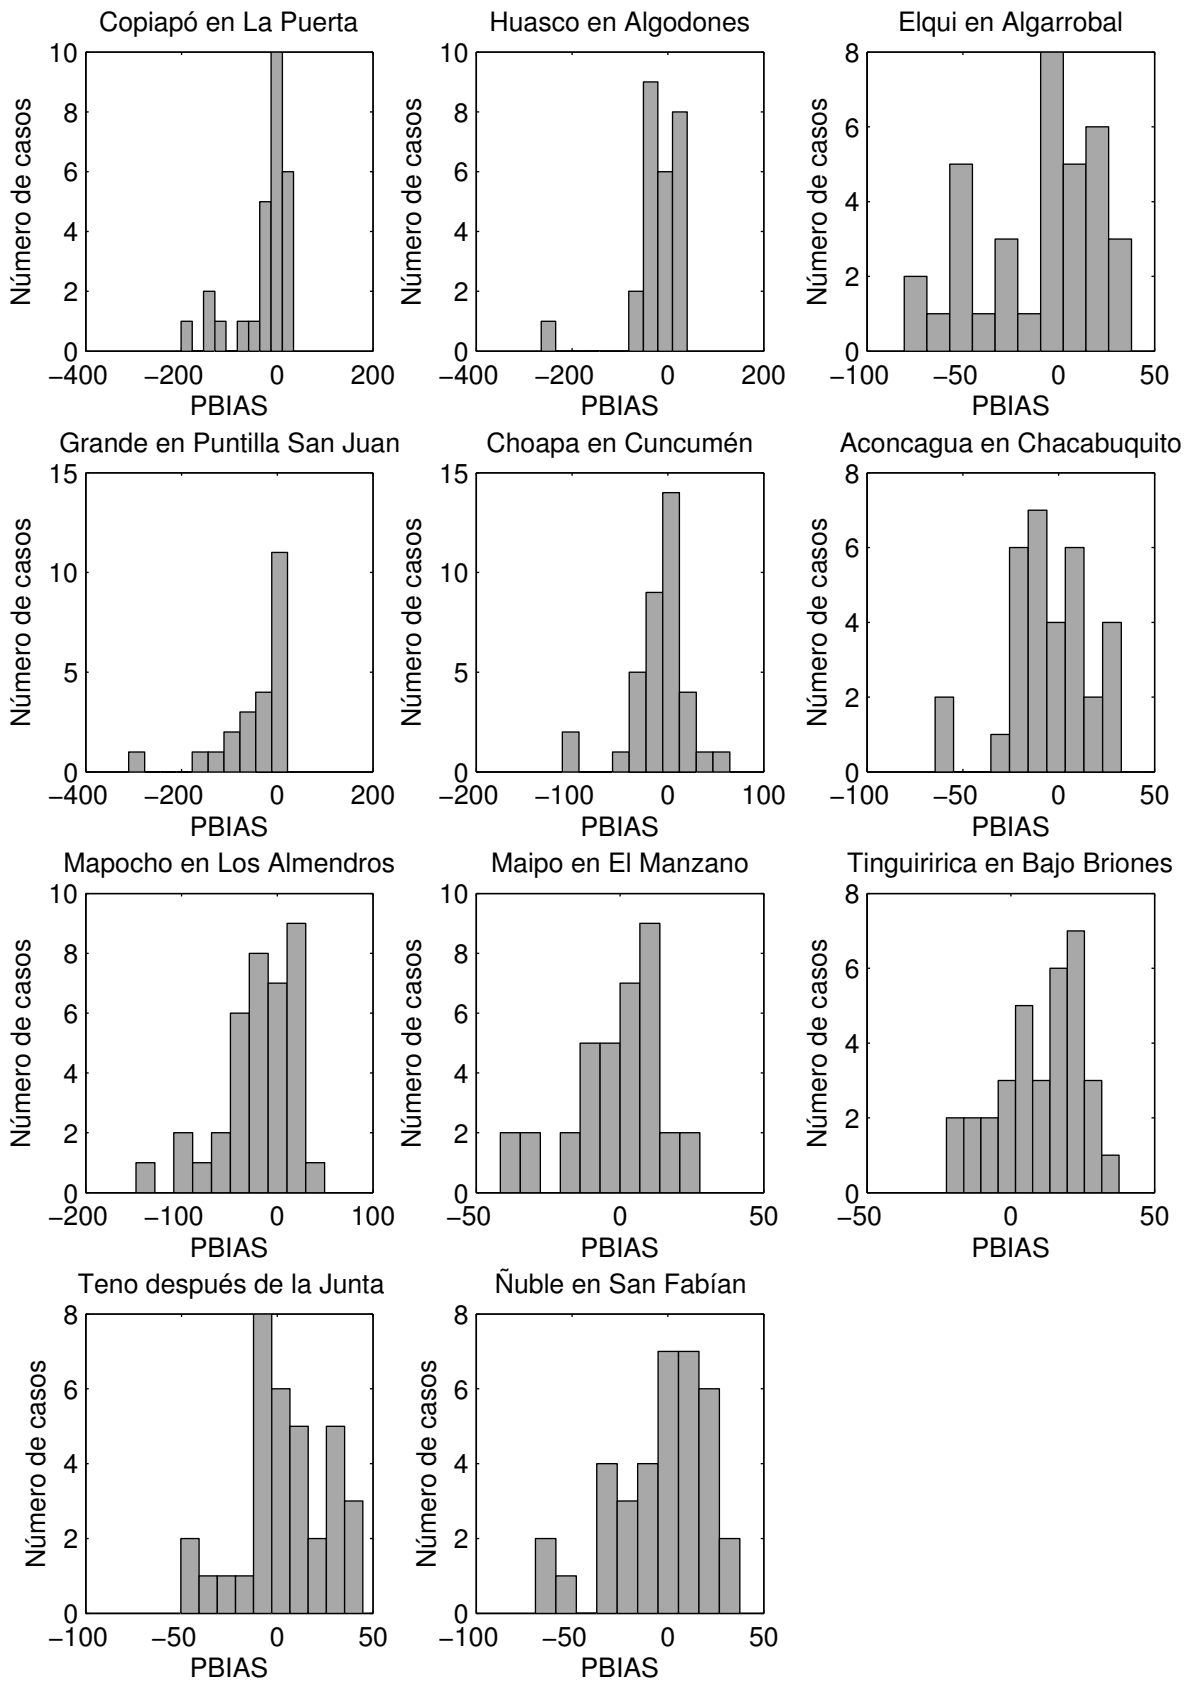 Copiapó en La Puerta
Número de casos
10
8
6
4
2
0
−400 −200 0 200
PBIAS
Huasco en Algodones
Número de casos
10
8
6
4
2
0
−400 −200 0 200
PBIAS
Elqui en Algarrobal
Número de casos
8
6
4
2
0
−100 −50 0 50
PBIAS
Grande en Puntilla San Juan
Número de casos
15
10
5
0
−400 −200 0 200
PBIAS
Choapa en Cuncumén
Número de casos
15
10
5
0
−200 −100 0 100
PBIAS
Aconcagua en Chacabuquito
Número de casos
8
6
4
2
0
−100 −50 0 50
PBIAS
Mapocho en Los Almendros
Número de casos
10
8
6
4
2
0
−200 −100 0 100
PBIAS
Maipo en El Manzano
Número de casos
10
8
6
4
2
0
−50 0 50
PBIAS
Tinguiririca en Bajo Briones
Número de casos
8
6
4
2
0
−50 0 50
PBIAS
Teno después de la Junta
Número de casos
8
6
4
2
0
−100 −50 0 50
PBIAS
Ñuble en San Fabían
Número de casos
8
6
4
2
0
−100 −50 0 50
PBIAS